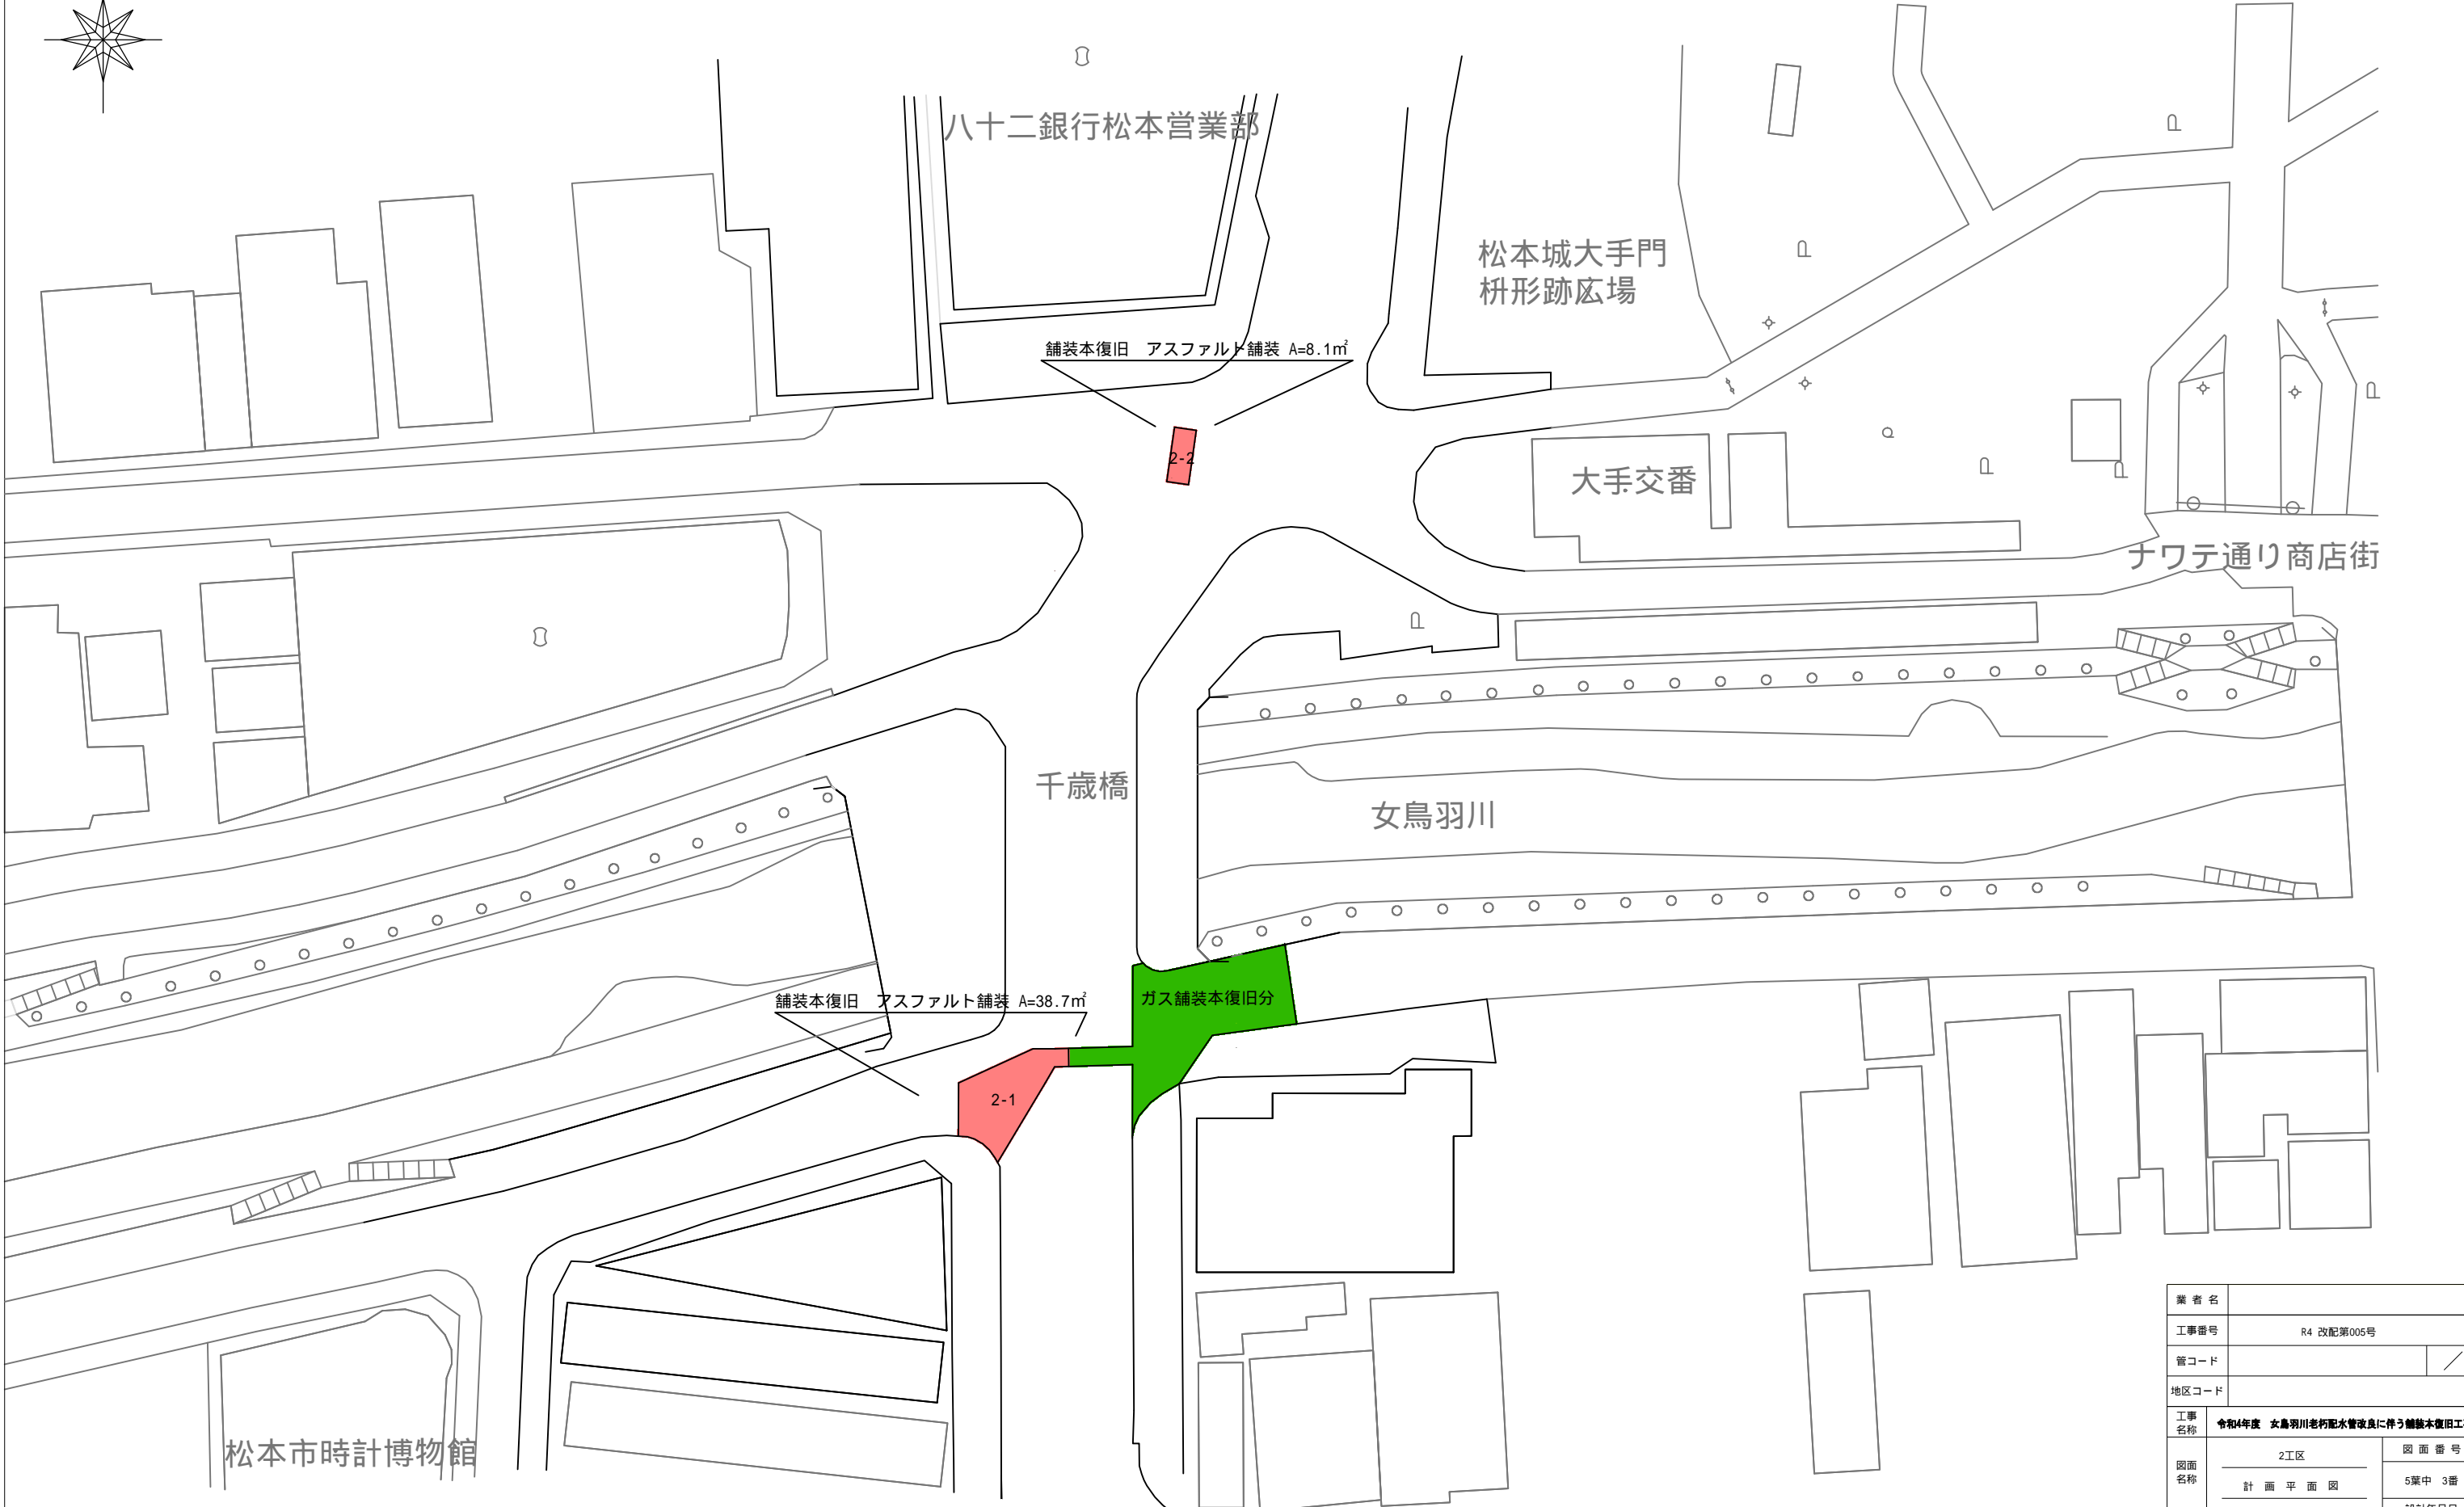 八十二銀行松本営業部
松本城大手門
枡形跡広場
舗装本復旧　アスファルト舗装 A=8.1㎡
2-2
大手交番
ナワテ通り商店街
千歳橋
女鳥羽川
舗装本復旧　アスファルト舗装 A=38.7㎡
ガス舗装本復旧分
2-1
松本市時計博物館
業 者 名
工事番号 R4 改配第005号
管コード ／
地区コード
工事名称 令和4年度　女鳥羽川老朽配水管改良に伴う舗装本復旧工
図面名称 2工区 図 面 番 号
計 画 平 面 図 5葉中　3番